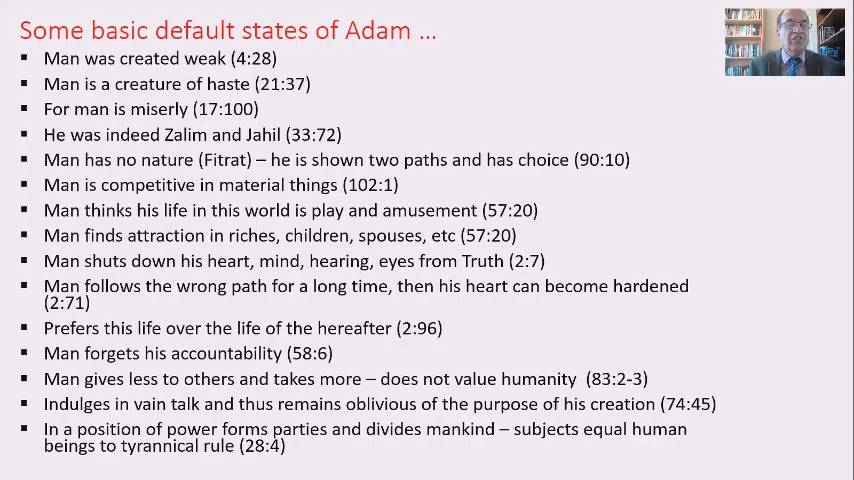 Some basic default states of Adam …
▪ Man was created weak (4:28)
▪ Man is a creature of haste (21:37)
▪ For man is miserly (17:100)
▪ He was indeed Zalim and Jahil (33:72)
▪ Man has no nature (Fitrat) – he is shown two paths and has choice (90:10)
▪ Man is competitive in material things (102:1)
▪ Man thinks his life in this world is play and amusement (57:20)
▪ Man finds attraction in riches, children, spouses, etc (57:20)
▪ Man shuts down his heart, mind, hearing, eyes from Truth (2:7)
▪ Man follows the wrong path for a long time, then his heart can become hardened
(2:71)
▪ Prefers this life over the life of the hereafter (2:96)
▪ Man forgets his accountability (58:6)
▪ Man gives less to others and takes more – does not value humanity  (83:2-3)
▪ Indulges in vain talk and thus remains oblivious of the purpose of his creation (74:45)
▪ In a position of power forms parties and divides mankind – subjects equal human
beings to tyrannical rule (28:4)